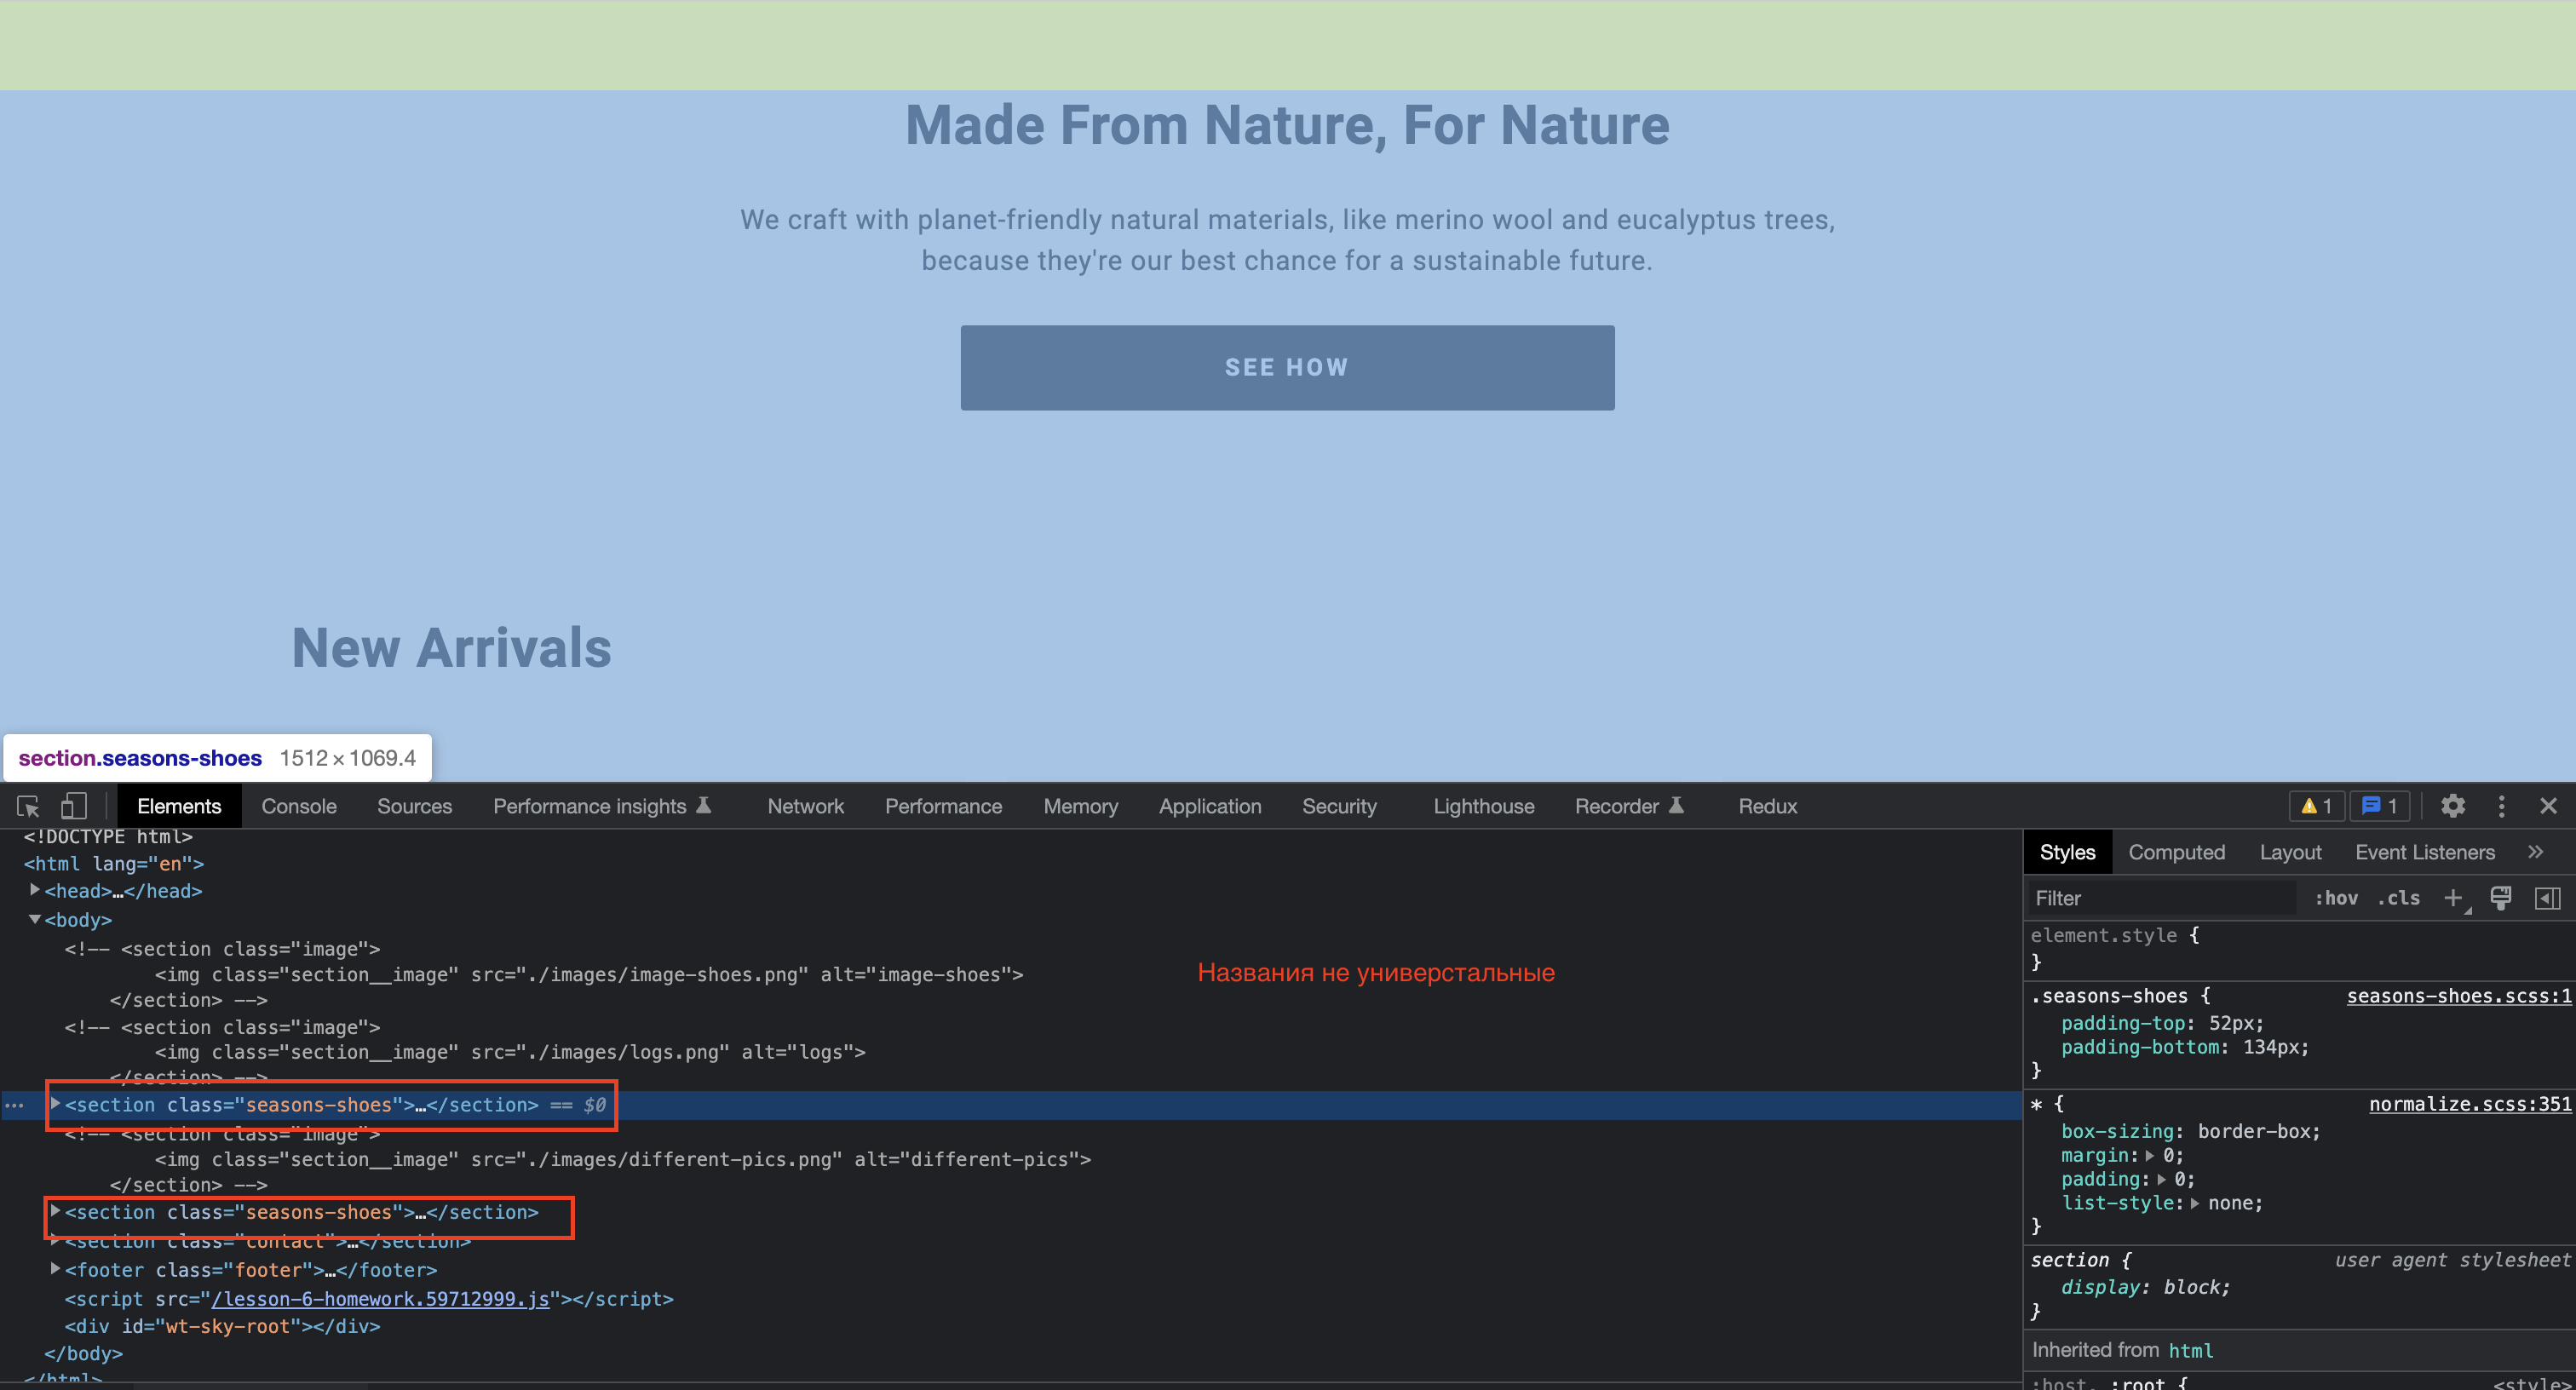 Made From Nature, For Nature
We craft with planet-friendly natural materials, like merino wool and eucalyptus trees,
because they're our best chance for a sustainable future.
SEE HOW
New Arrivals
section.seasons-shoes 1512 × 1069.4
Elements Console Sources Performance insights Network Performance Memory Application Security Lighthouse Recorder Redux 1 1
<!DOCTYPE html>
<html lang="en">
<head>…</head>
<body>
<!-- <section class="image">
<img class="section__image" src="./images/image-shoes.png" alt="image-shoes">
</section> -->
<!-- <section class="image">
<img class="section__image" src="./images/logs.png" alt="logs">
</section> -->
<section class="seasons-shoes">…</section> == $0
<!-- <section class="image">
<img class="section__image" src="./images/different-pics.png" alt="different-pics">
</section> -->
<section class="seasons-shoes">…</section>
<section class="contact">…</section>
<footer class="footer">…</footer>
<script src="/lesson-6-homework.59712999.js"></script>
<div id="wt-sky-root"></div>
</body>
</html>
Названия не универстальные
Styles Computed Layout Event Listeners »
Filter :hov .cls +
element.style {
}
.seasons-shoes { seasons-shoes.scss:1
padding-top: 52px;
padding-bottom: 134px;
}
* { normalize.scss:351
box-sizing: border-box;
margin: 0;
padding: 0;
list-style: none;
}
section { user agent stylesheet
display: block;
}
Inherited from html
:host, :root { <style>